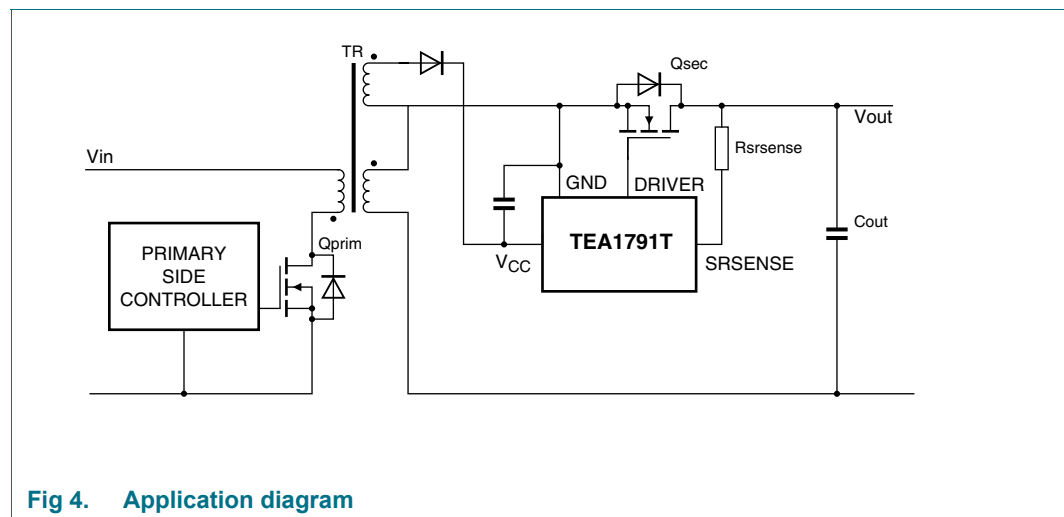 TR
Qsec
Vout
Vin
Rsrsense
GND
DRIVER
TEA1791T
Cout
Qprim
VCC
SRSENSE
PRIMARY
SIDE
CONTROLLER
Fig 4. Application diagram